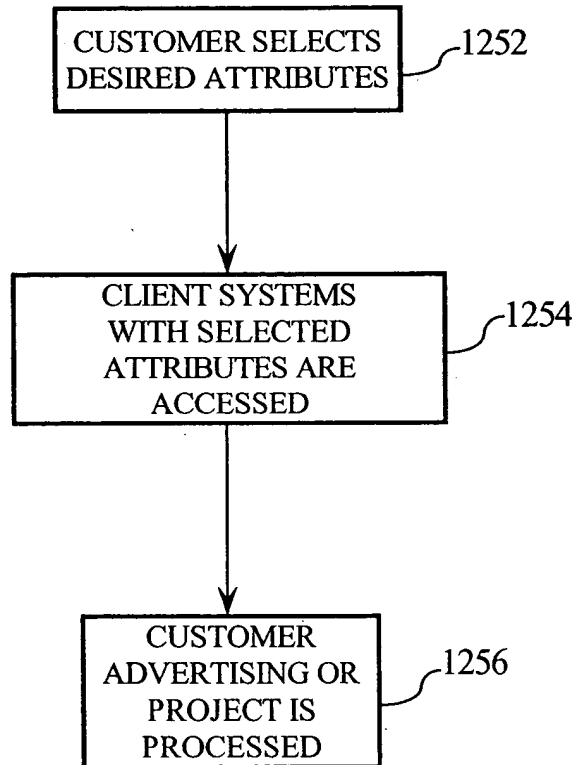 CUSTOMER SELECTS
DESIRED ATTRIBUTES
1252
CLIENT SYSTEMS
WITH SELECTED
ATTRIBUTES ARE
ACCESSED
1254
CUSTOMER
ADVERTISING OR
PROJECT IS
PROCESSED
1256